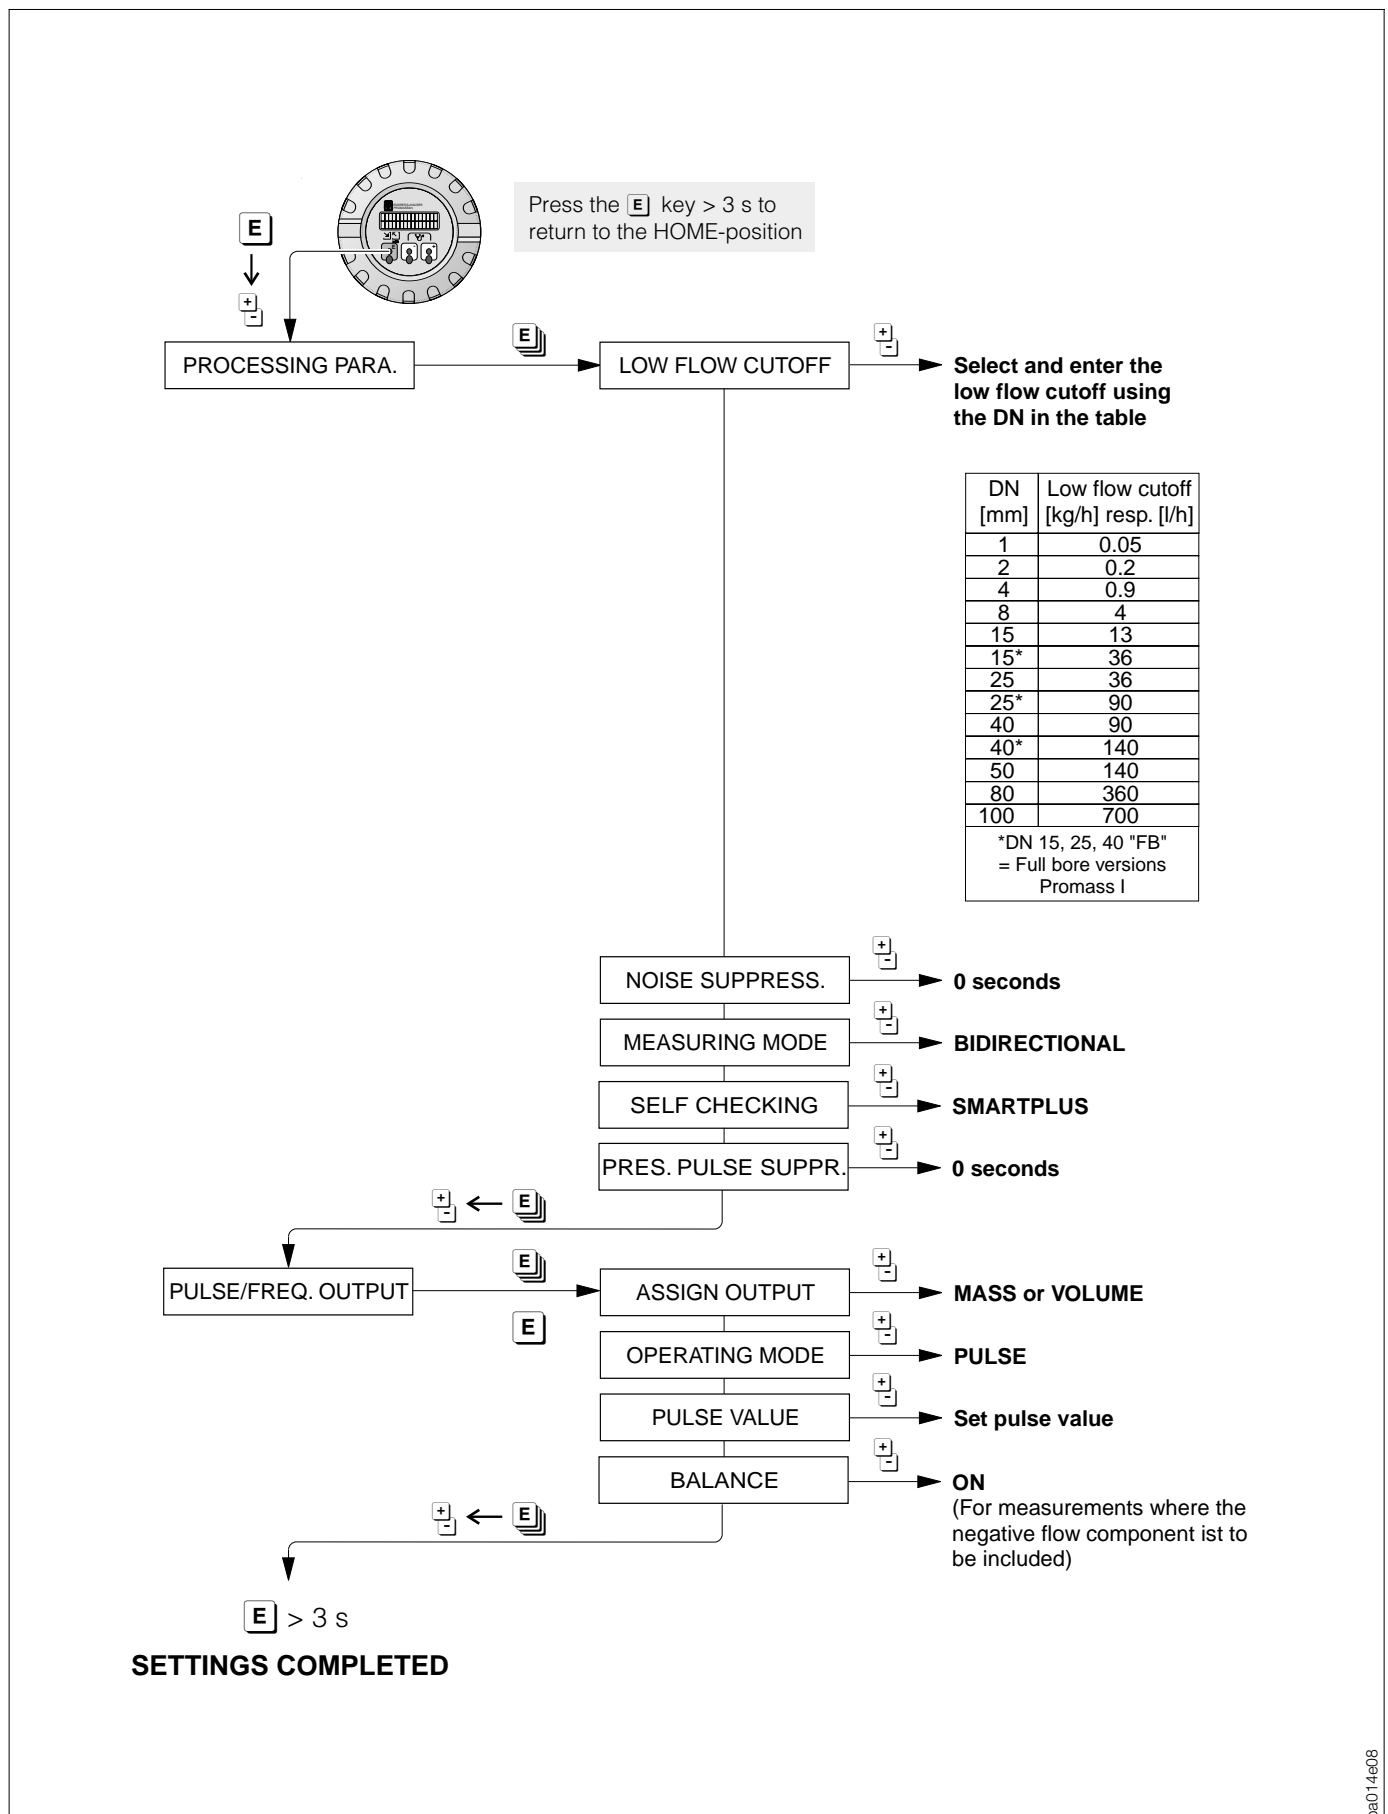 Press the E key > 3 s to
return to the HOME-position
E
+
-
PROCESSING PARA.
E
LOW FLOW CUTOFF
+
-
Select and enter the
low flow cutoff using
the DN in the table
DN Low flow cutoff
[mm] [kg/h] resp. [l/h]
1 0.05
2 0.2
4 0.9
8 4
15 13
15* 36
25 36
25* 90
40 90
40* 140
50 140
80 360
100 700
*DN 15, 25, 40 "FB"
= Full bore versions
Promass I
NOISE SUPPRESS.
+
-
0 seconds
MEASURING MODE
+
-
BIDIRECTIONAL
SELF CHECKING
+
-
SMARTPLUS
PRES. PULSE SUPPR.
+
-
0 seconds
+
-
E
PULSE/FREQ. OUTPUT
E
E
ASSIGN OUTPUT
+
-
MASS or VOLUME
OPERATING MODE
+
-
PULSE
PULSE VALUE
+
-
Set pulse value
BALANCE
+
-
ON
(For measurements where the
negative flow component ist to
be included)
+
-
E
E > 3 s
SETTINGS COMPLETED
ba014e08